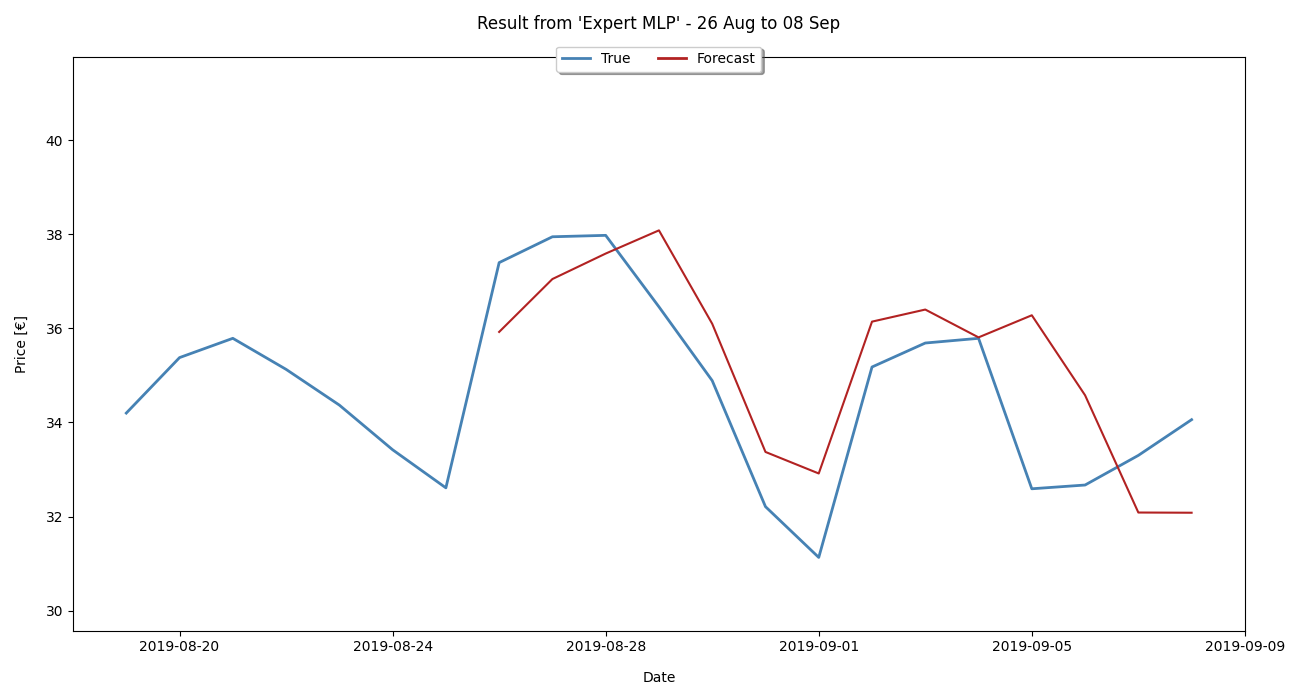 Result from 'Expert MLP' - 26 Aug to 08 Sep
True Forecast
Price [€]
40
38
36
34
32
30
2019-08-20 2019-08-24 2019-08-28 2019-09-01 2019-09-05 2019-09-09
Date